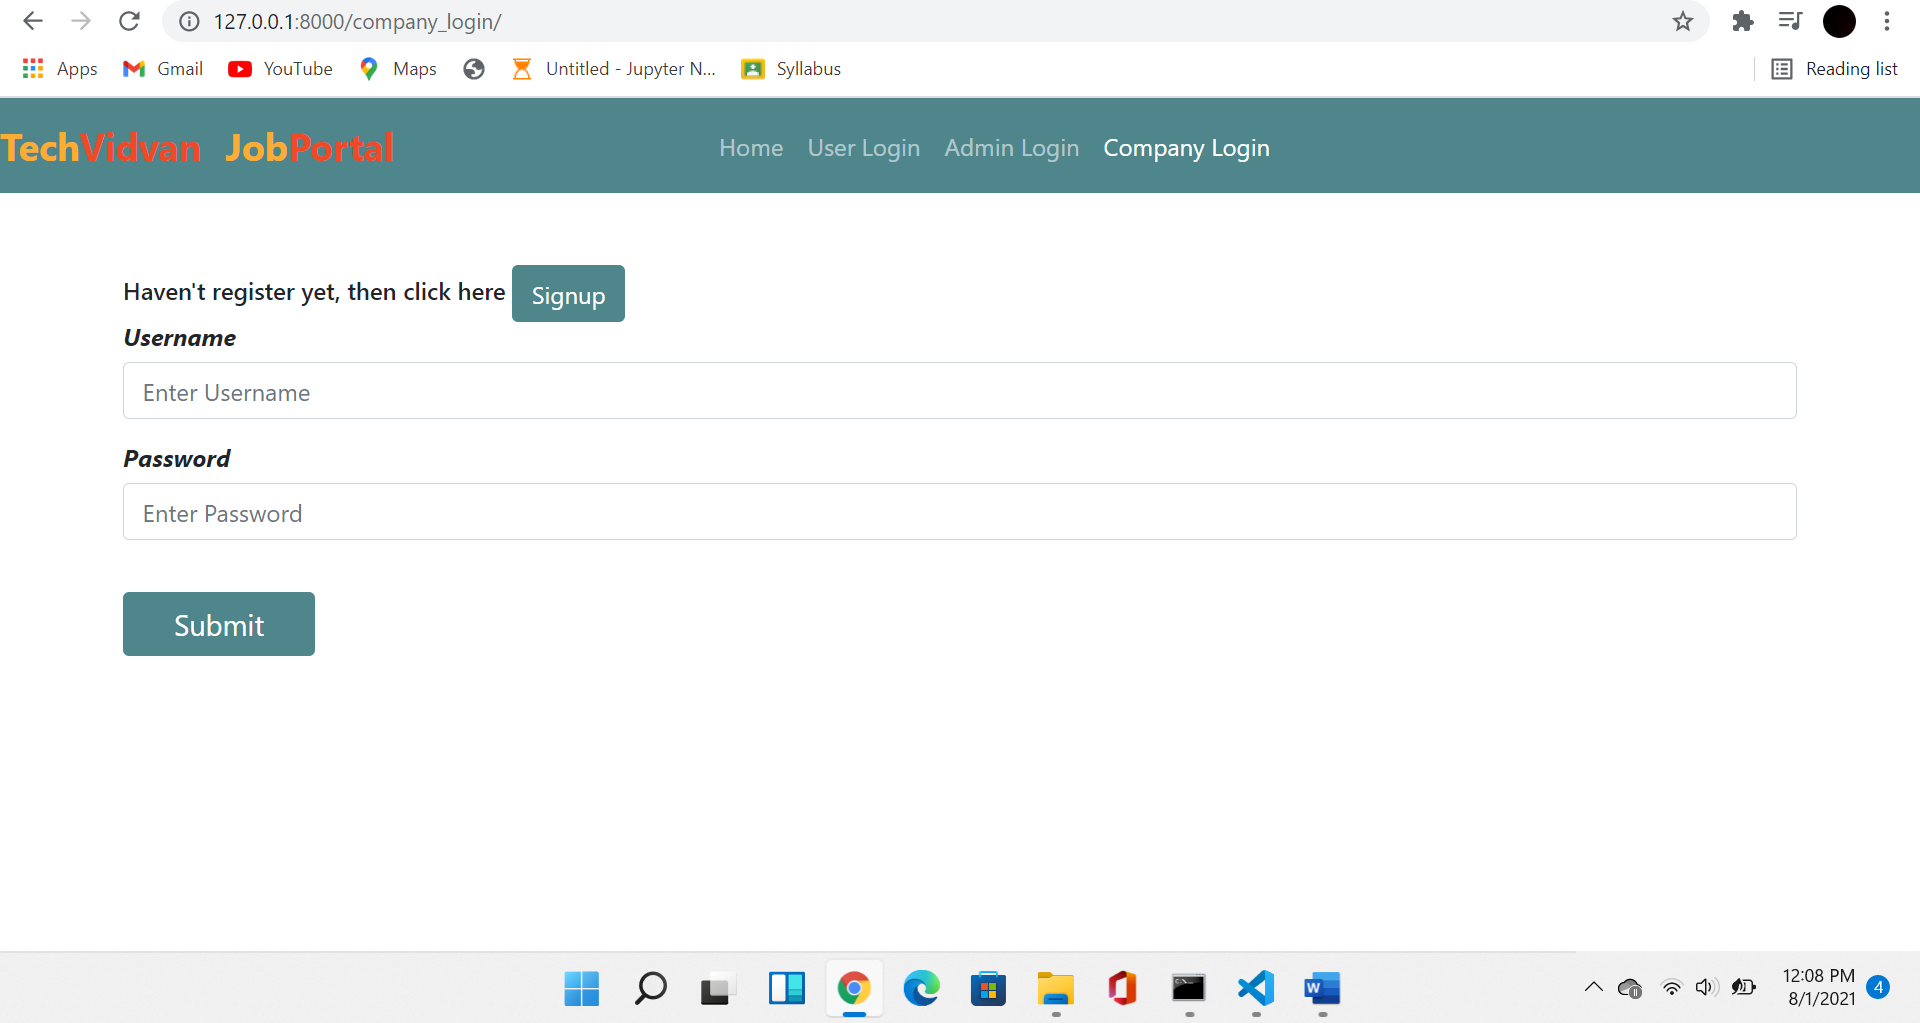 127.0.0.1:8000/company_login/
Apps Gmail YouTube Maps Untitled - Jupyter N... Syllabus Reading list
TechVidvan JobPortal Home User Login Admin Login Company Login
Haven't register yet, then click here Signup
Username
Enter Username
Password
Enter Password
Submit
12:08 PM
8/1/2021 4